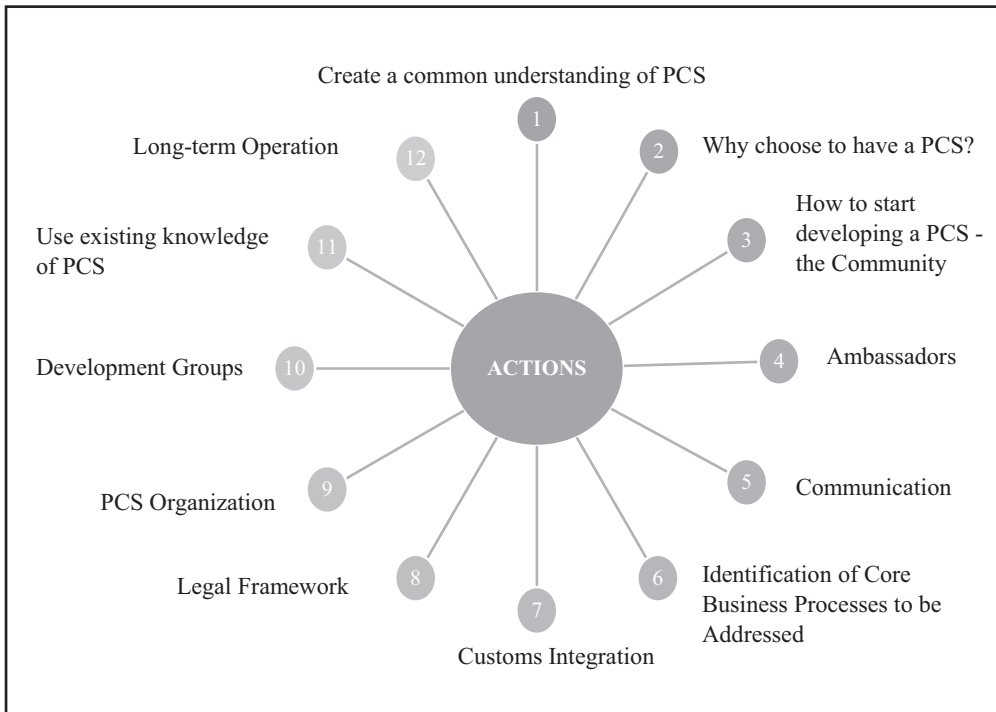 Create a common understanding of PCS
1
2
Why choose to have a PCS?
3
How to start
developing a PCS -
the Community
4
Ambassadors
5
Communication
6
Identification of Core
Business Processes to be
Addressed
7
Customs Integration
8
Legal Framework
9
PCS Organization
10
Development Groups
11
Use existing knowledge
of PCS
12
Long-term Operation
ACTIONS